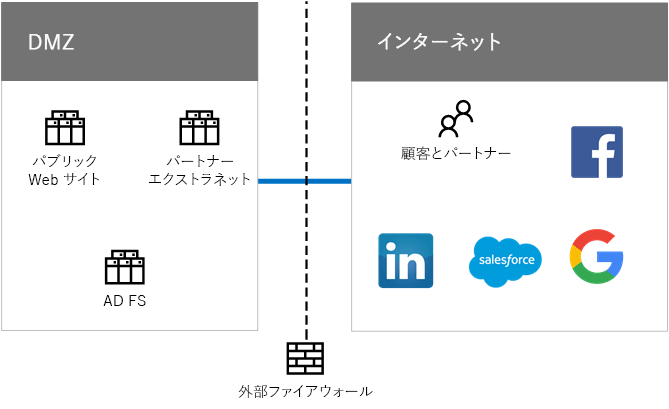 DMZ
インターネット
パブリック
Web サイト
パートナー
エクストラネット
顧客とパートナー
AD FS
in
salesforce
外部ファイアウォール